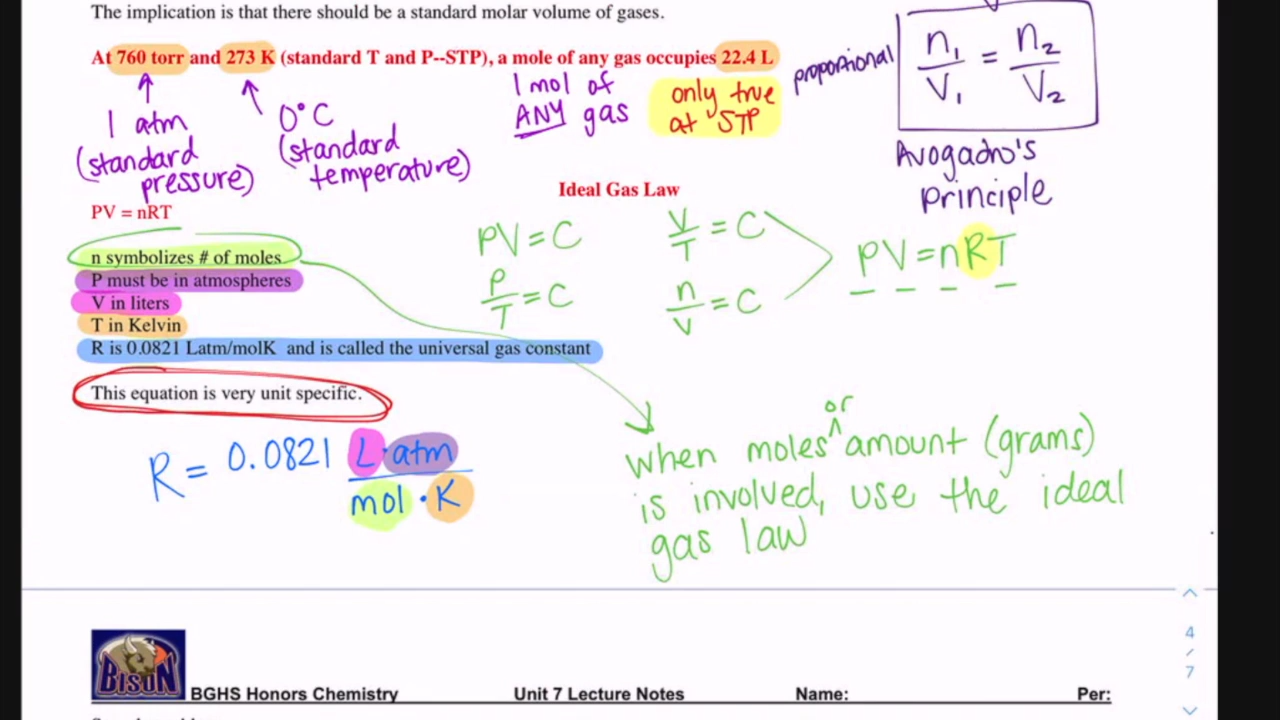 The implication is that there should be a standard molar volume of gases.
At 760 torr and 273 K (standard T and P--STP), a mole of any gas occupies 22.4 L
1 atm
(standard
pressure)
0°C
(standard
temperature)
1 mol of
ANY gas
only true
at STP
proportional
n₁/V₁ = n₂/V₂
Avogadro's
Principle
Ideal Gas Law
PV = nRT
n symbolizes # of moles
P must be in atmospheres
V in liters
T in Kelvin
R is 0.0821 Latm/molK and is called the universal gas constant
This equation is very unit specific.
PV = C
V/T = C
P/T = C
n/V = C
PV = nRT
R = 0.0821 L·atm/mol·K
or
when moles ^ amount (grams)
is involved, use the ideal
gas law
4
/
7
BISON
BGHS Honors Chemistry Unit 7 Lecture Notes Name: Per: